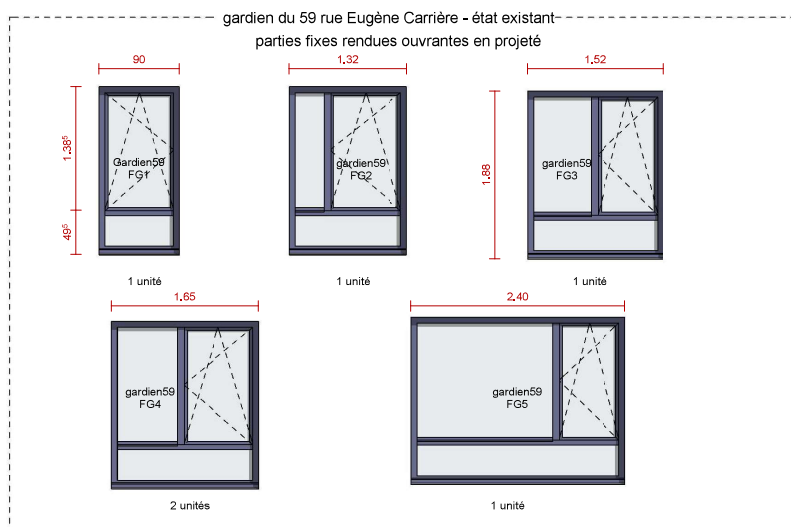 gardien du 59 rue Eugène Carrière - état existant
parties fixes rendues ouvrantes en projeté
90
1.32
1.52
1.38⁵
49⁵
1.88
Gardien59
FG1
gardien59
FG2
gardien59
FG3
1 unité
1 unité
1 unité
1.65
2.40
gardien59
FG4
gardien59
FG5
2 unités
1 unité